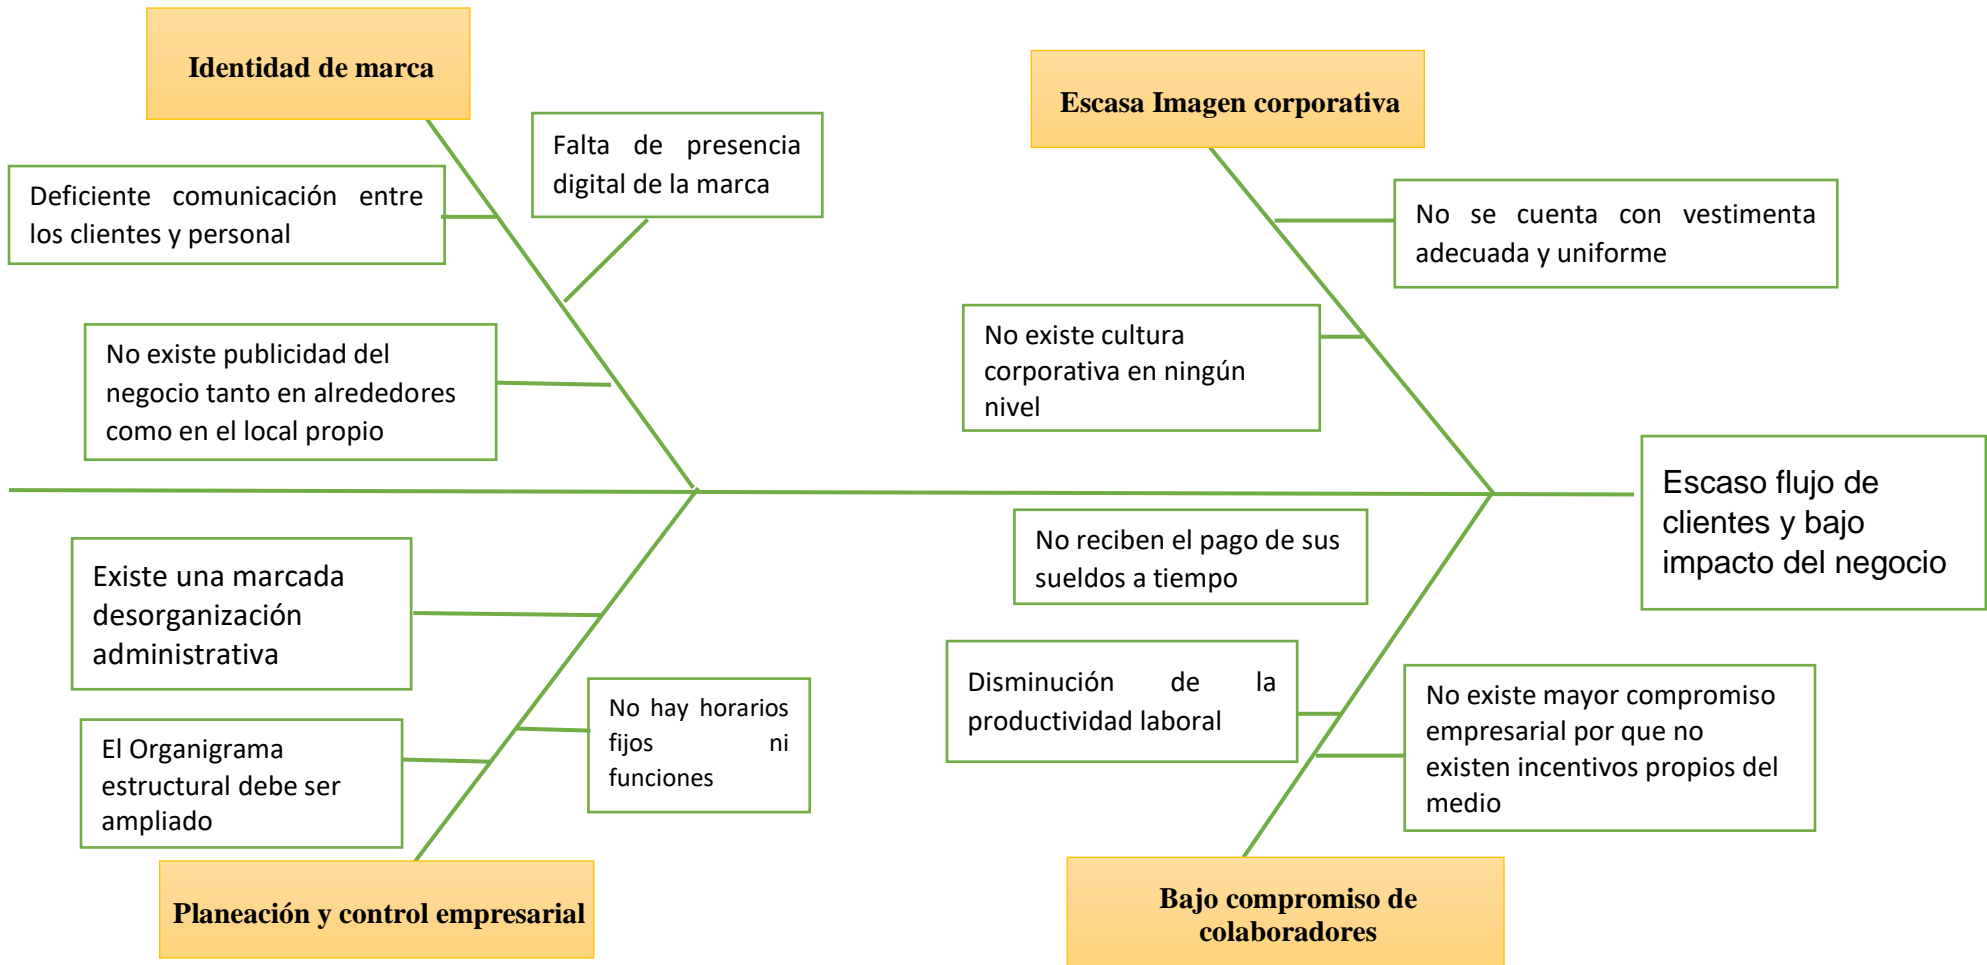 Identidad de marca
Escasa Imagen corporativa
Falta de presencia
digital de la marca
Deficiente comunicación entre
los clientes y personal
No se cuenta con vestimenta
adecuada y uniforme
No existe publicidad del
negocio tanto en alrededores
como en el local propio
No existe cultura
corporativa en ningún
nivel
Escaso flujo de
clientes y bajo
impacto del negocio
No reciben el pago de sus
sueldos a tiempo
Existe una marcada
desorganización
administrativa
Disminución de la
productividad laboral
No existe mayor compromiso
empresarial por que no
existen incentivos propios del
medio
No hay horarios
fijos ni
funciones
El Organigrama
estructural debe ser
ampliado
Planeación y control empresarial
Bajo compromiso de
colaboradores